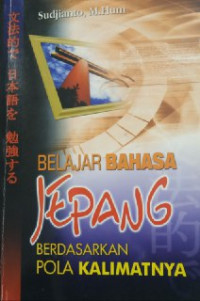 Sudjianto, M.Hum.
文法的で 日本語を 勉強する
BELAJAR BAHASA
JEPANG
BERDASARKAN
POLA KALIMATNYA